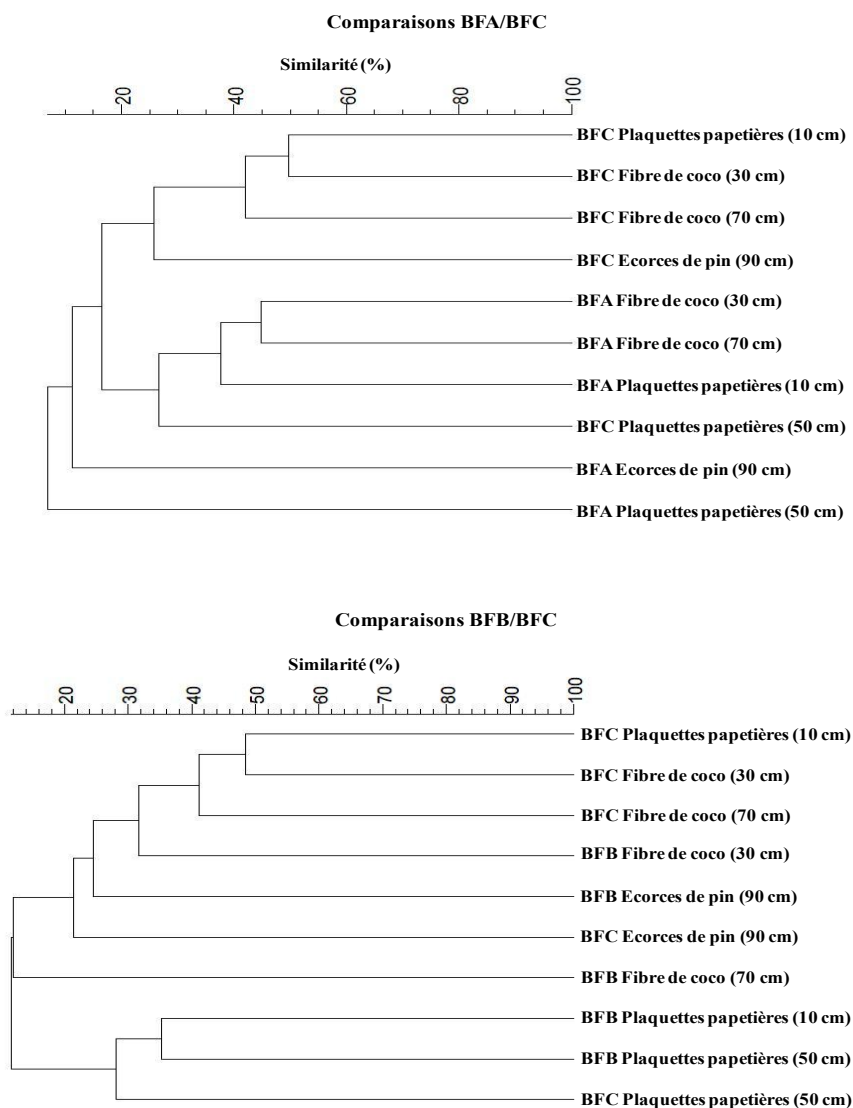 Comparaisons BFA/BFC
Similarité (%)
20 40 60 80 100
BFC Plaquettes papetières (10 cm)
BFC Fibre de coco (30 cm)
BFC Fibre de coco (70 cm)
BFC Ecorces de pin (90 cm)
BFA Fibre de coco (30 cm)
BFA Fibre de coco (70 cm)
BFA Plaquettes papetières (10 cm)
BFC Plaquettes papetières (50 cm)
BFA Ecorces de pin (90 cm)
BFA Plaquettes papetières (50 cm)
Comparaisons BFB/BFC
Similarité (%)
20 30 40 50 60 70 80 90 100
BFC Plaquettes papetières (10 cm)
BFC Fibre de coco (30 cm)
BFC Fibre de coco (70 cm)
BFB Fibre de coco (30 cm)
BFB Ecorces de pin (90 cm)
BFC Ecorces de pin (90 cm)
BFB Fibre de coco (70 cm)
BFB Plaquettes papetières (10 cm)
BFB Plaquettes papetières (50 cm)
BFC Plaquettes papetières (50 cm)